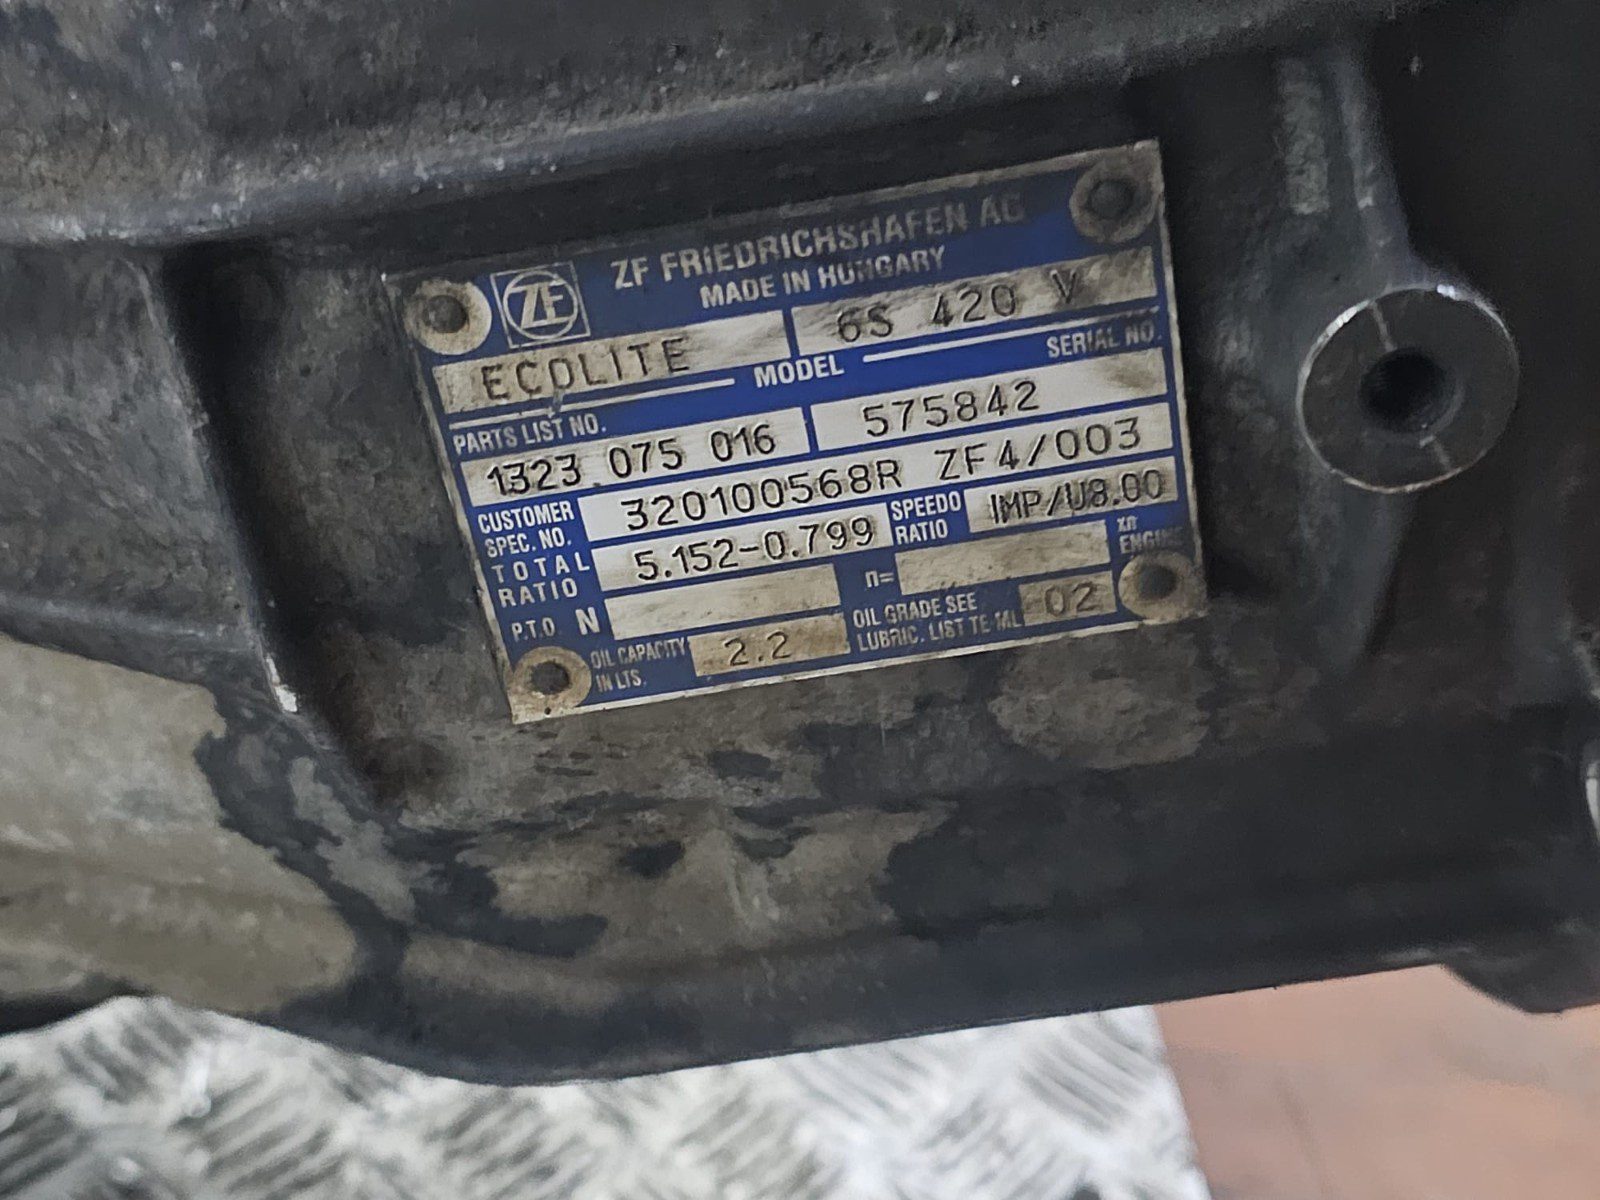 ZF
ZF FRIEDRICHSHAFEN AG
MADE IN HUNGARY
ECOLITE 6S 420 V
MODEL
PARTS LIST NO. SERIAL NO.
1323 075 016 575842
CUSTOMER SPEC. NO. 320100568R ZF4/003
TOTAL RATIO 5.152-0.799 SPEEDO RATIO IMP/U8.00
P.T.O. N n= ENGINE
OIL CAPACITY IN LTS. 2.2 OIL GRADE SEE LUBRIC. LIST TE-ML 02